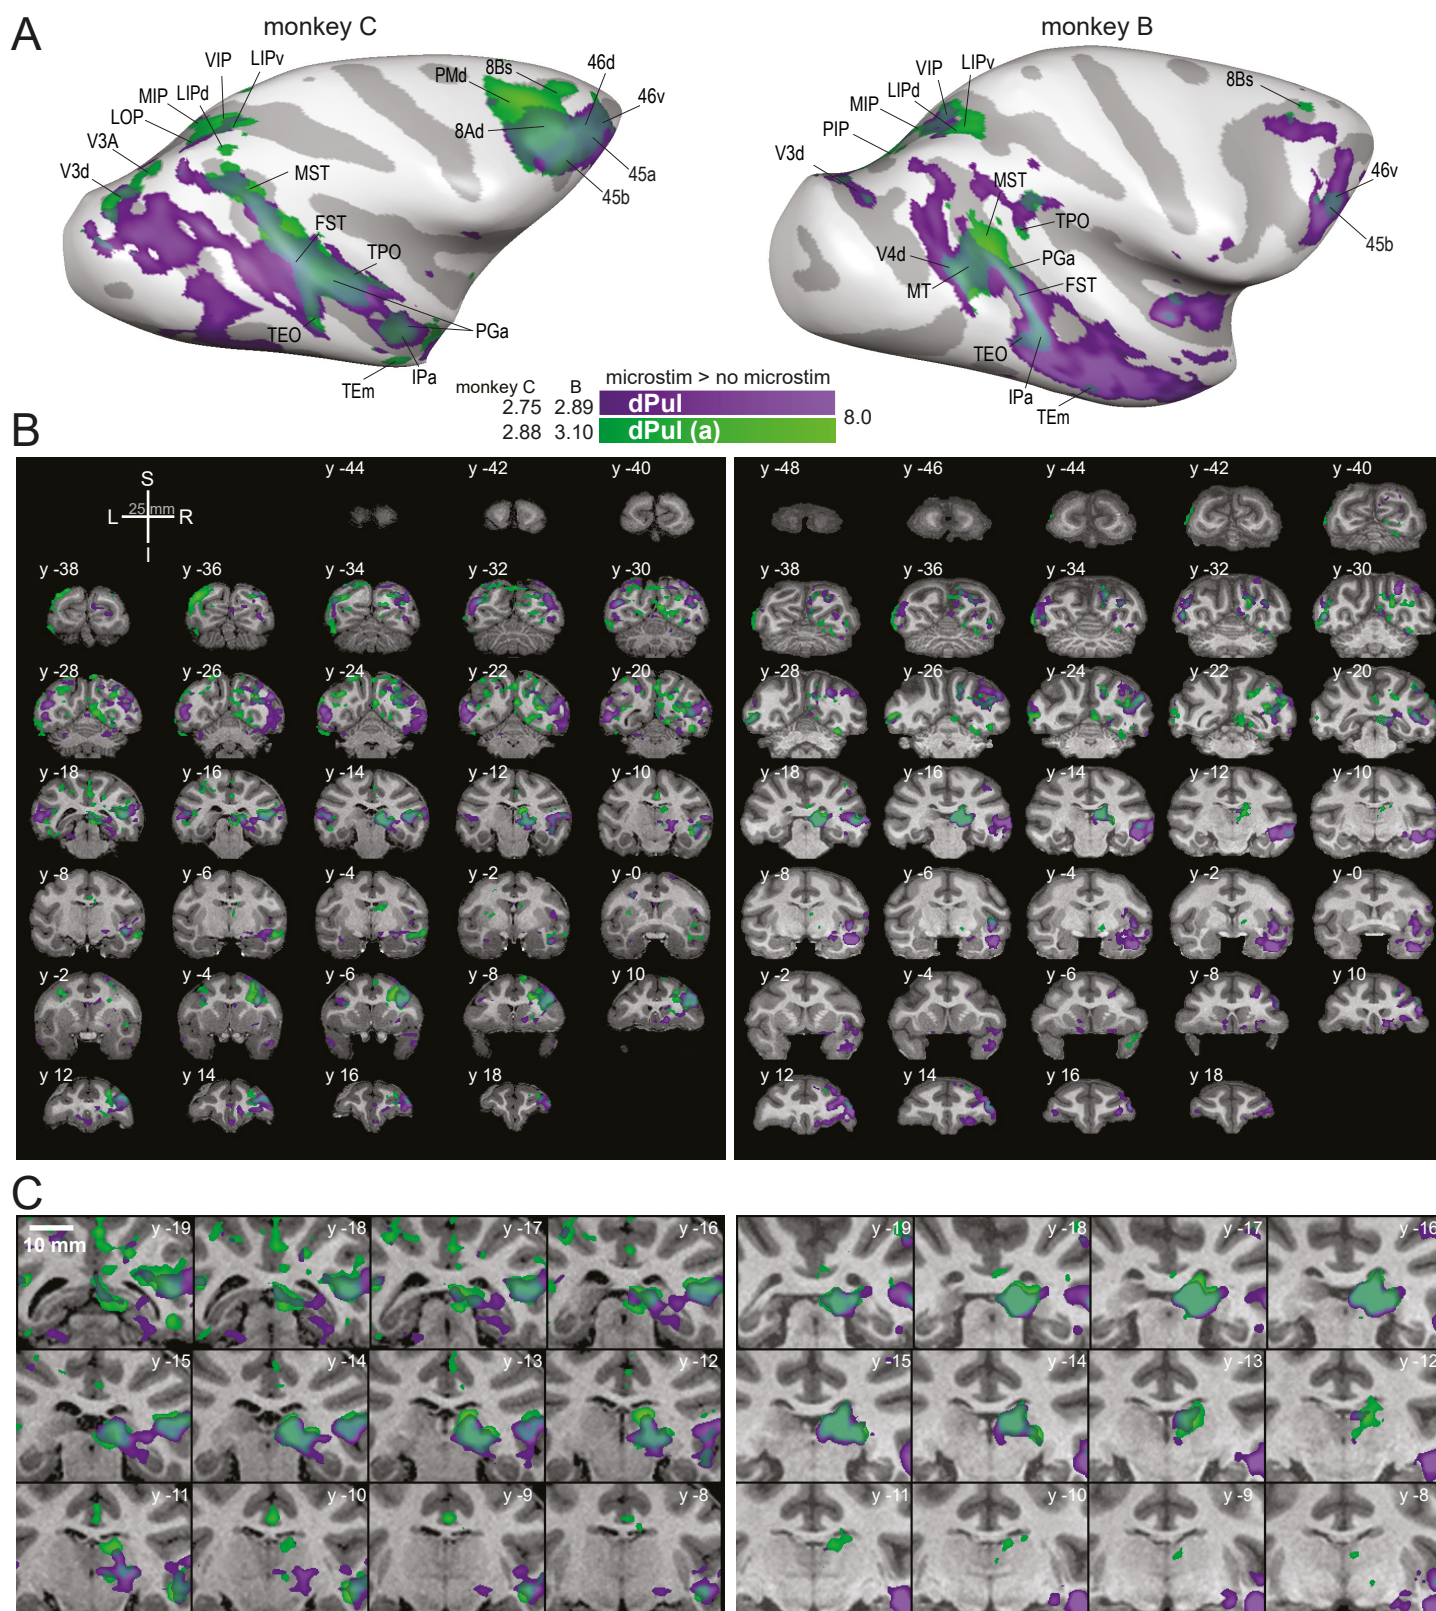 A
monkey C
monkey B
VIP
LIPv
MIP
LIPd
LOP
V3A
V3d
MST
FST
TPO
TEO
PGa
IPa
TEm
PMd
8Bs
46d
46v
8Ad
45a
45b
VIP
LIPv
LIPd
MIP
PIP
V3d
8Bs
MST
46v
TPO
45b
V4d
PGa
MT
FST
TEO
IPa
TEm
monkey C B microstim > no microstim
2.75 2.89 dPul 8.0
2.88 3.10 dPul (a)
B
S
L 25 mm R
I
y -44 y -42 y -40
y -38 y -36 y -34 y -32 y -30
y -28 y -26 y -24 y -22 y -20
y -18 y -16 y -14 y -12 y -10
y -8 y -6 y -4 y -2 y -0
y -2 y -4 y -6 y -8 y 10
y 12 y 14 y 16 y 18
y -48 y -46 y -44 y -42 y -40
y -38 y -36 y -34 y -32 y -30
y -28 y -26 y -24 y -22 y -20
y -18 y -16 y -14 y -12 y -10
y -8 y -6 y -4 y -2 y -0
y -2 y -4 y -6 y -8 y 10
y 12 y 14 y 16 y 18
C
10 mm
y -19 y -18 y -17 y -16
y -15 y -14 y -13 y -12
y -11 y -10 y -9 y -8
y -19 y -18 y -17 y -16
y -15 y -14 y -13 y -12
y -11 y -10 y -9 y -8